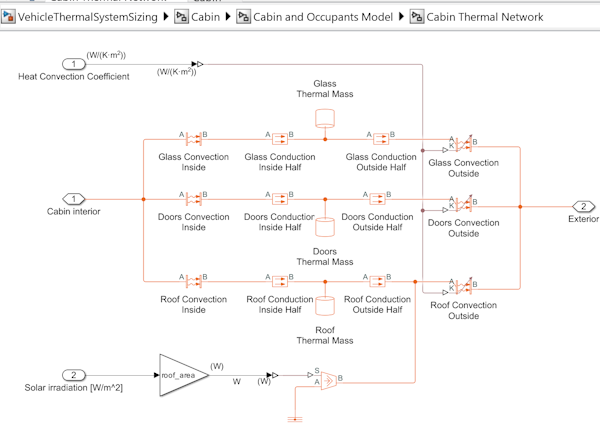 VehicleThermalSystemSizing Cabin Cabin and Occupants Model Cabin Thermal Network
(W/(K·m²))
1
(W/(K·m²))
Heat Convection Coefficient
Glass
Thermal Mass
A B A B A B A K B
Glass Convection
Inside
Glass Conduction
Inside Half
Glass Conduction
Outside Half
Glass Convection
Outside
1
Cabin interior
A B A B A B A K B
2
Exterior
Doors Convection
Inside
Doors Conduction
Inside Half
Doors Conduction
Outside Half
Doors Convection
Outside
Doors
Thermal Mass
A B A B A B A K B
Roof Convection
Inside
Roof Conduction
Inside Half
Roof Conduction
Outside Half
Roof Convection
Outside
Roof
Thermal Mass
2
Solar irradiation [W/m^2]
roof_area
(W)
W
(W)
S
A
B